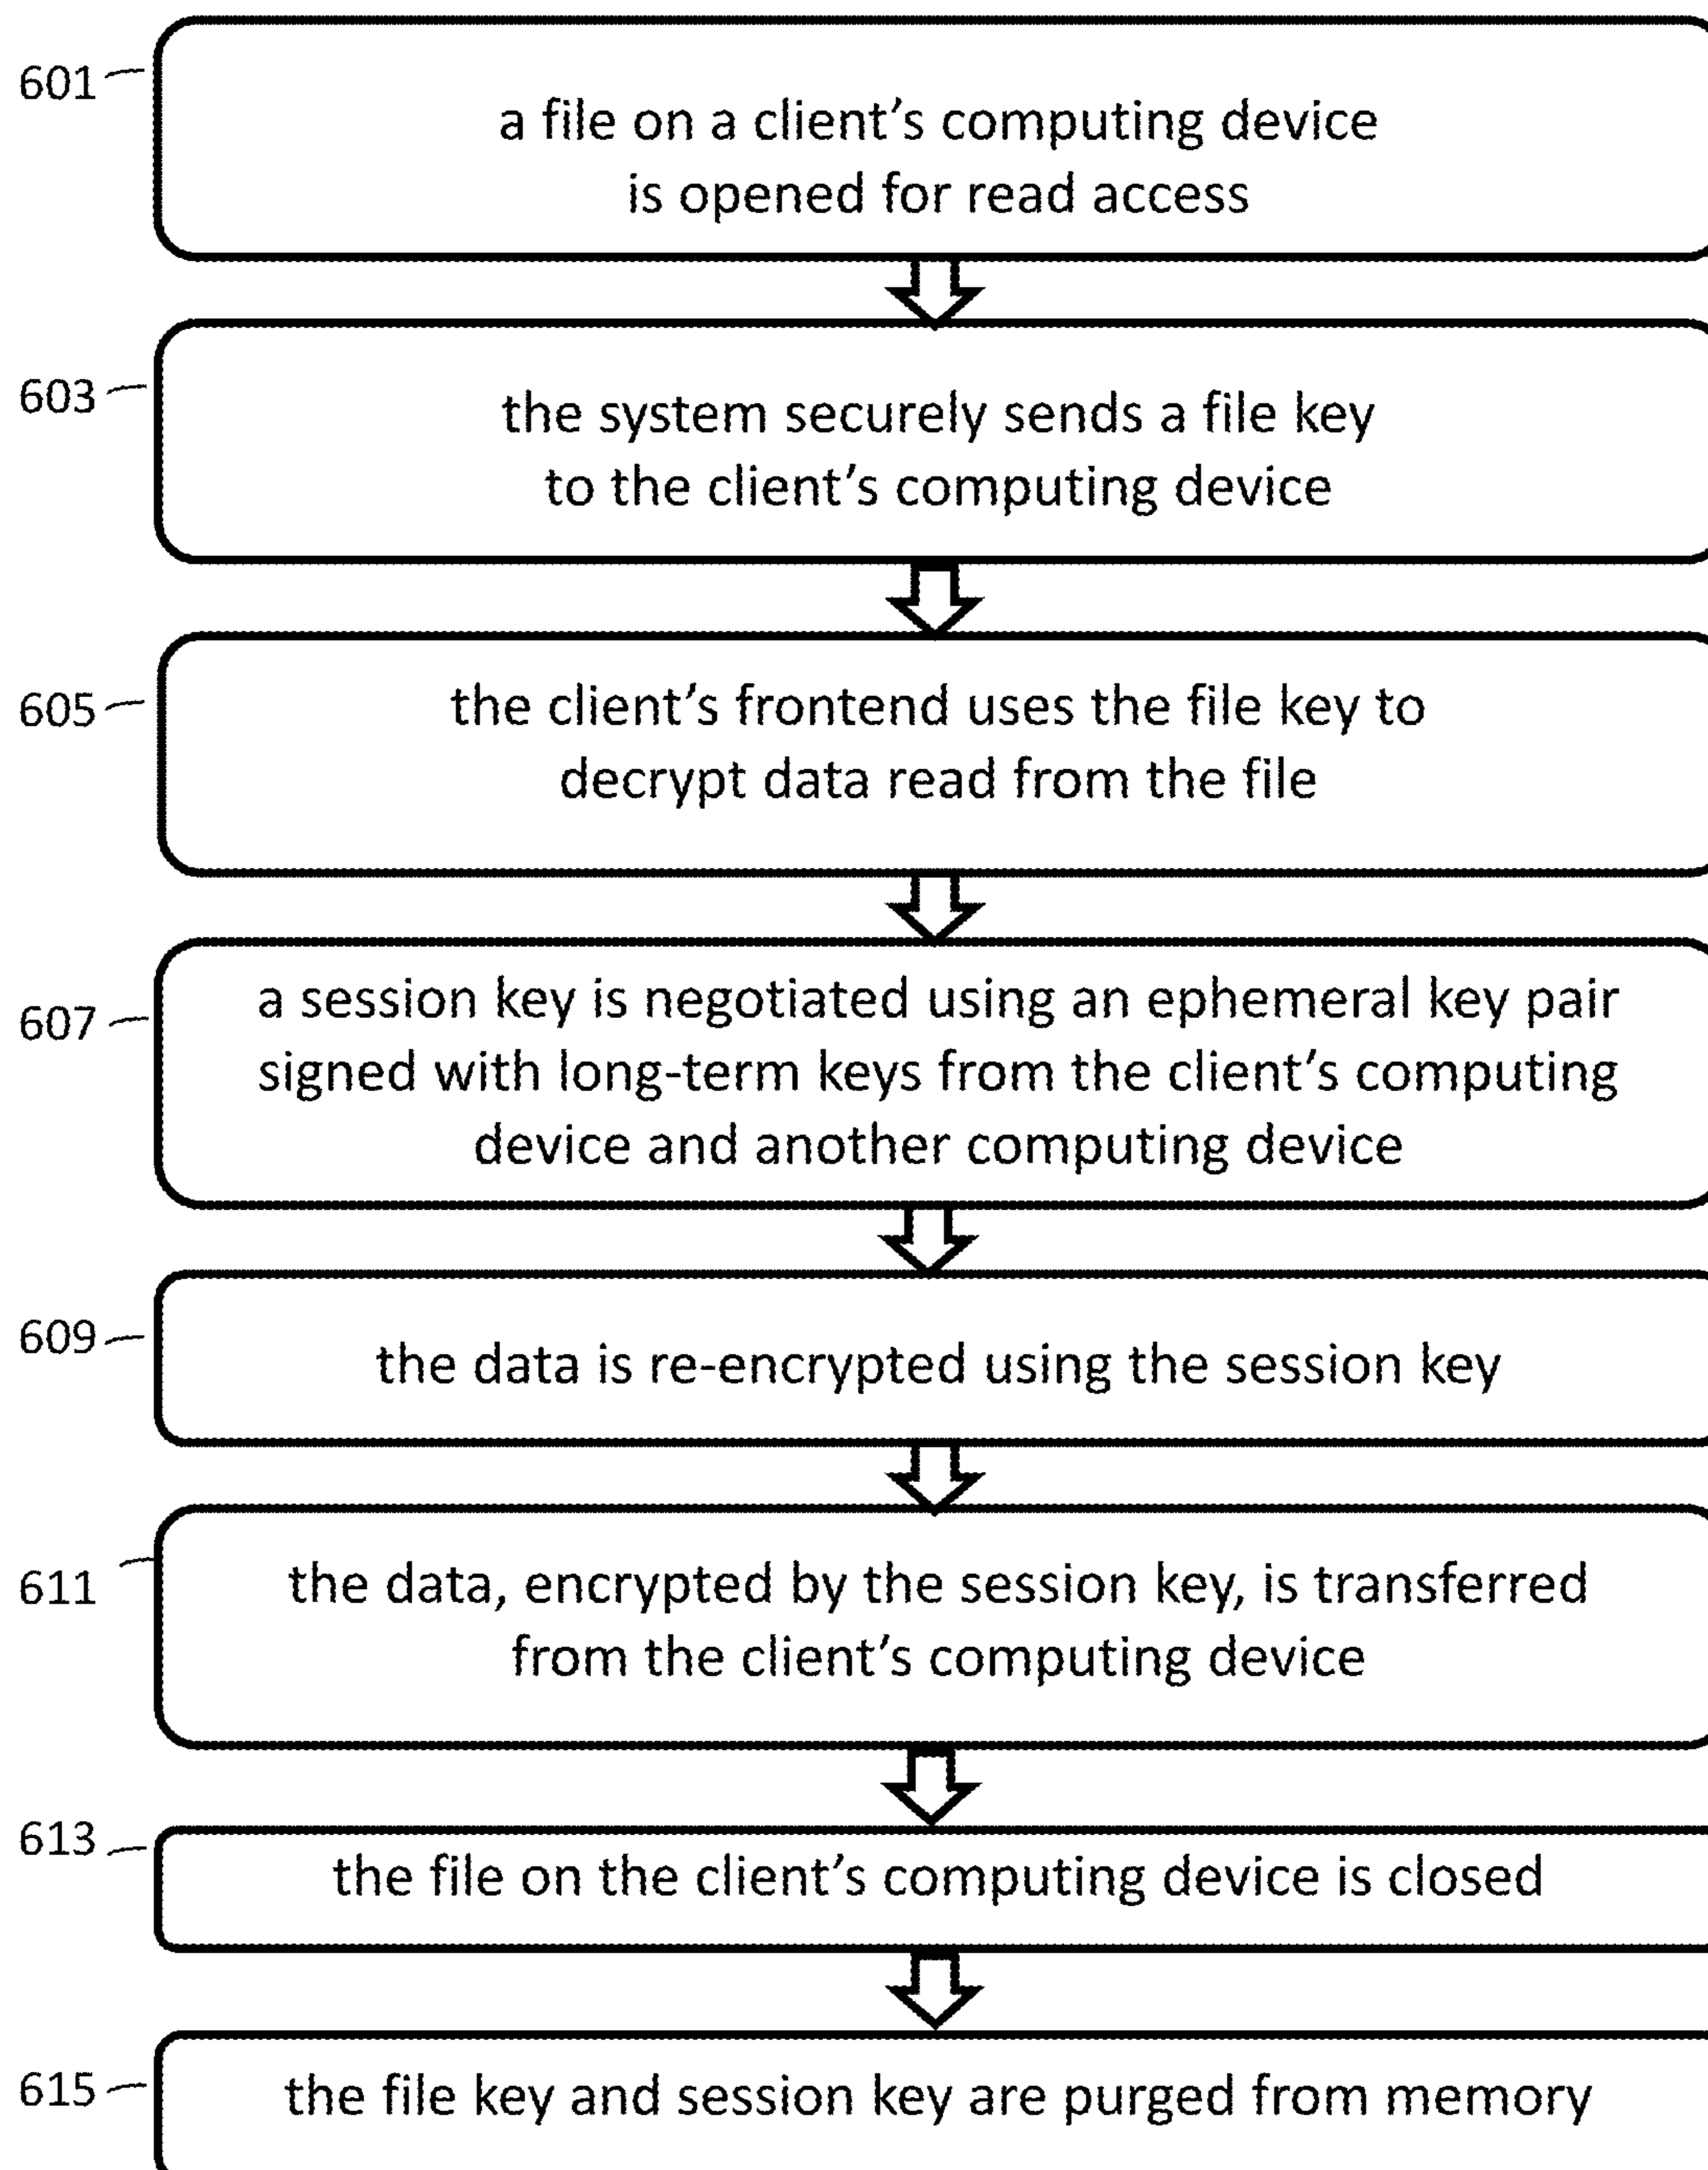 601
a file on a client's computing device
is opened for read access
603
the system securely sends a file key
to the client's computing device
605
the client's frontend uses the file key to
decrypt data read from the file
607
a session key is negotiated using an ephemeral key pair
signed with long-term keys from the client's computing
device and another computing device
609
the data is re-encrypted using the session key
611
the data, encrypted by the session key, is transferred
from the client's computing device
613
the file on the client's computing device is closed
615
the file key and session key are purged from memory